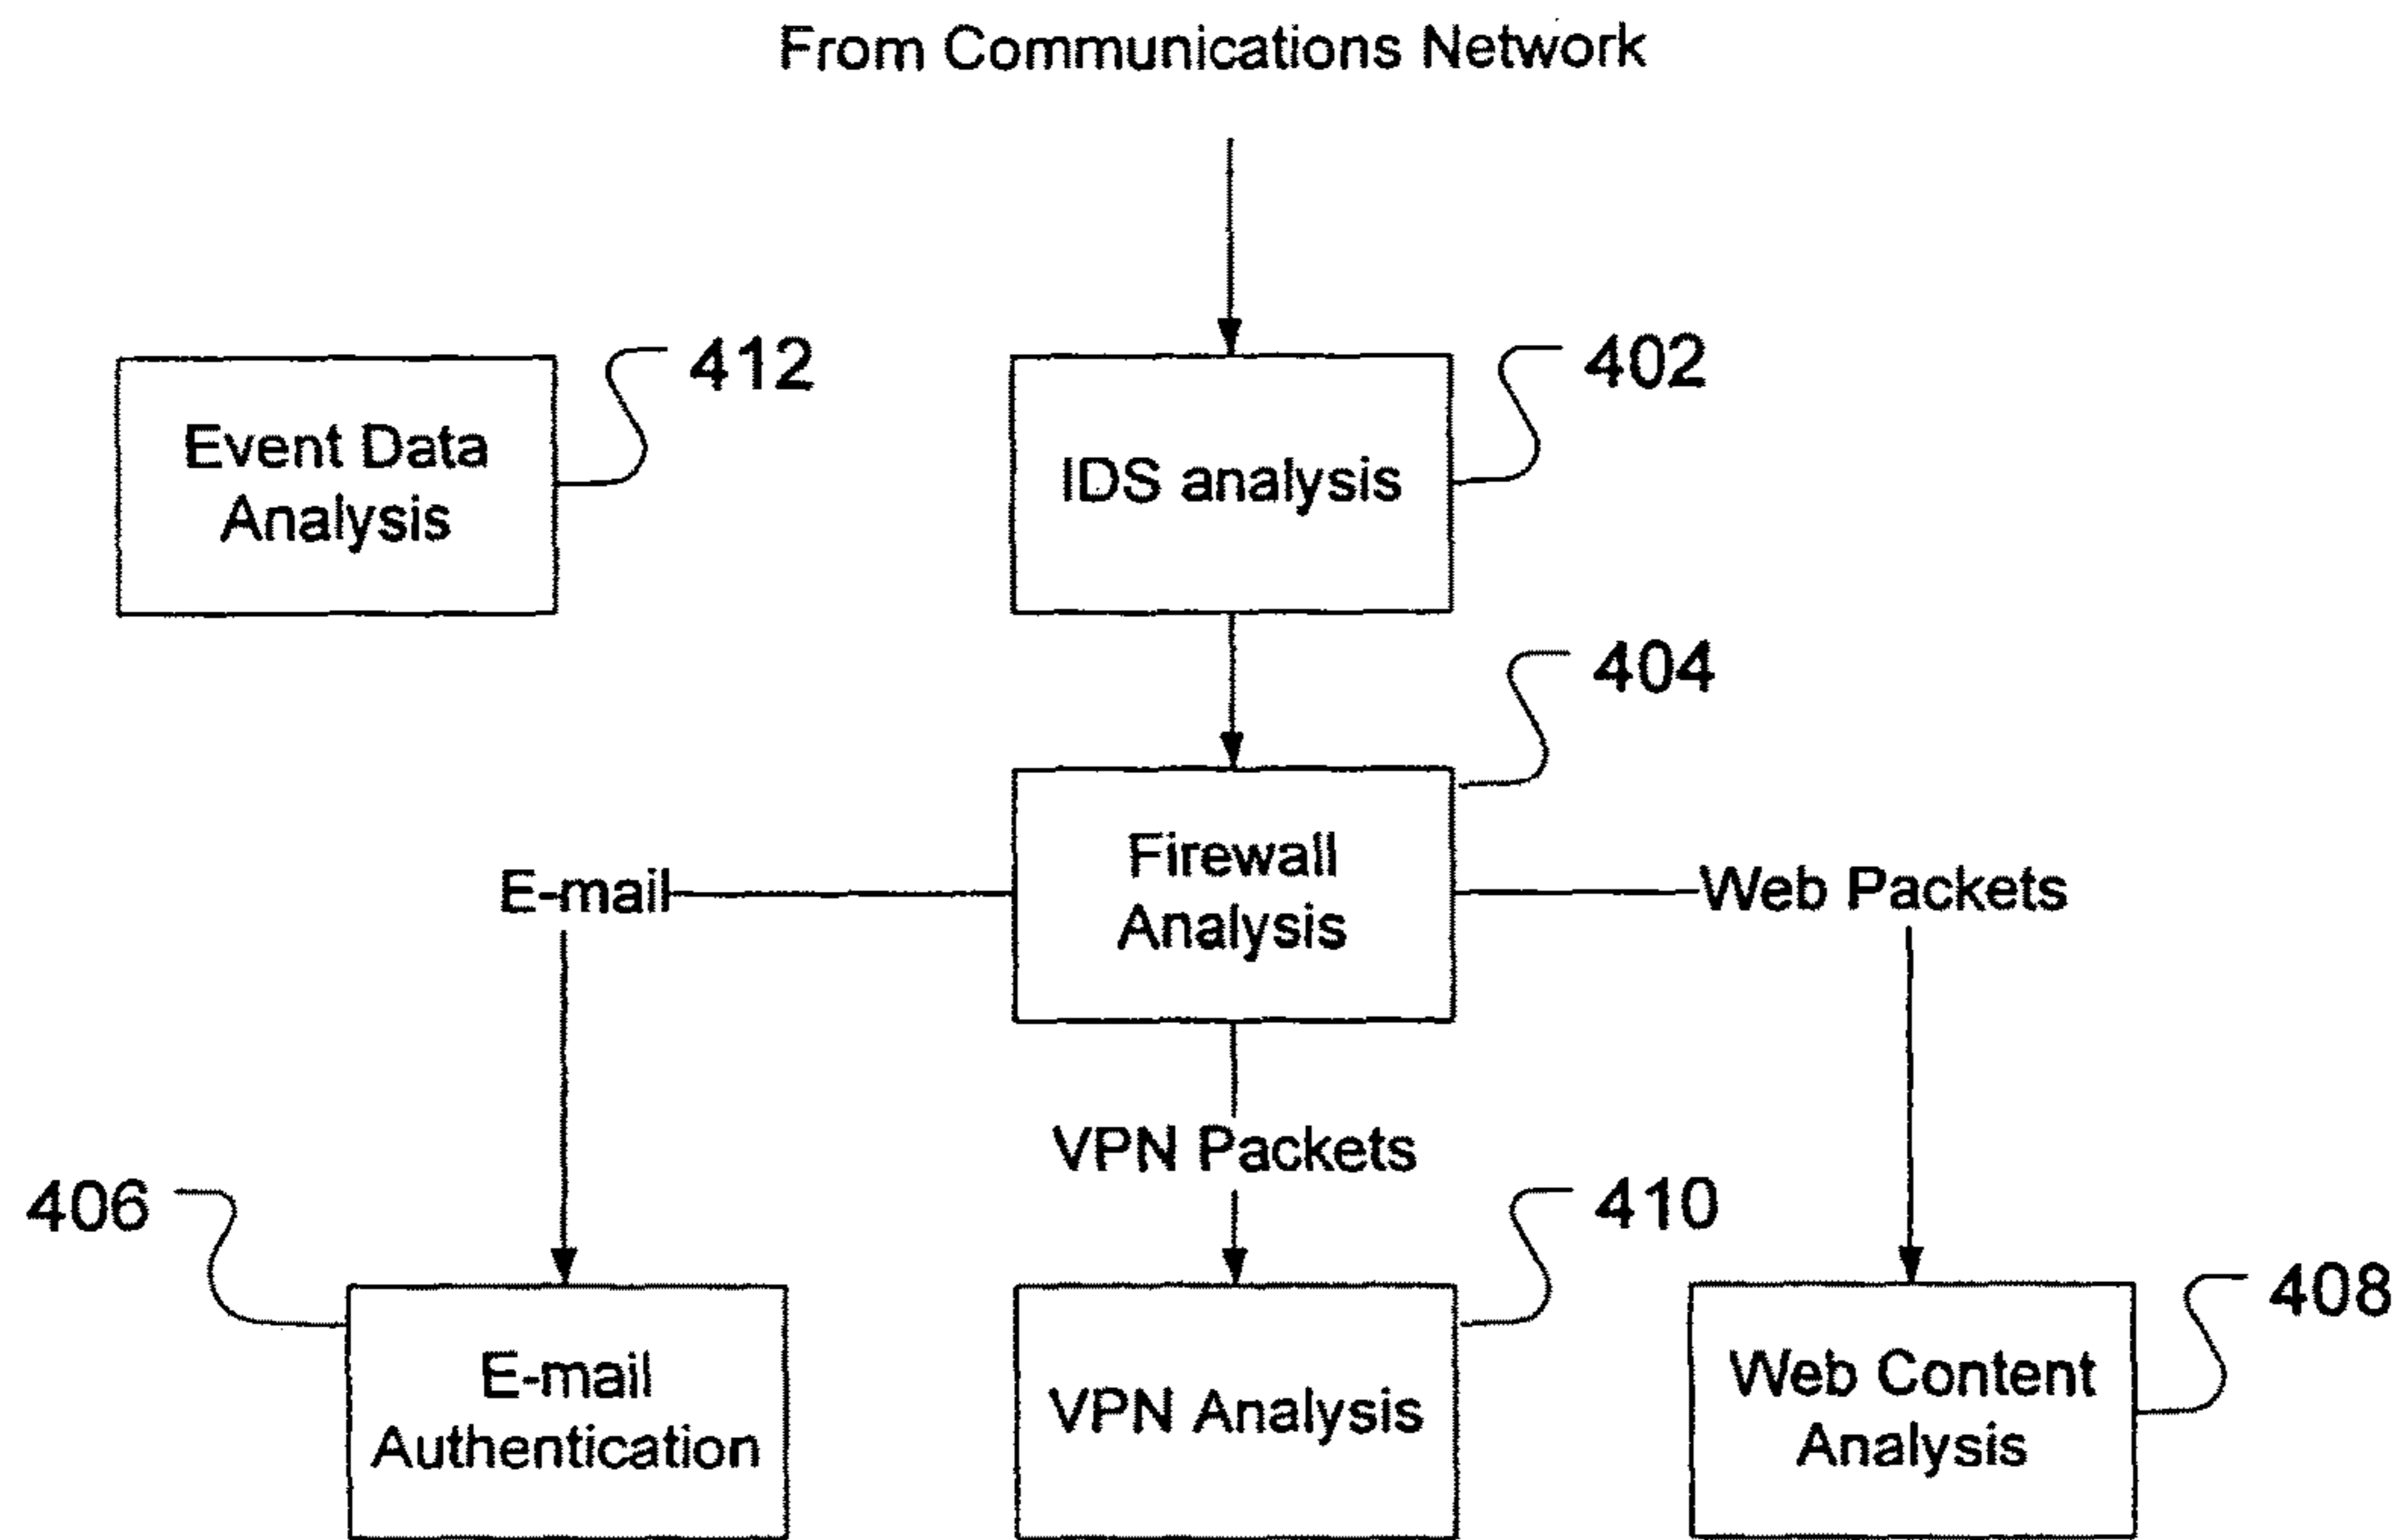 From Communications Network
412
402
Event Data
Analysis
IDS analysis
404
Firewall
Analysis
E-mail
Web Packets
VPN Packets
406
410
408
E-mail
Authentication
VPN Analysis
Web Content
Analysis